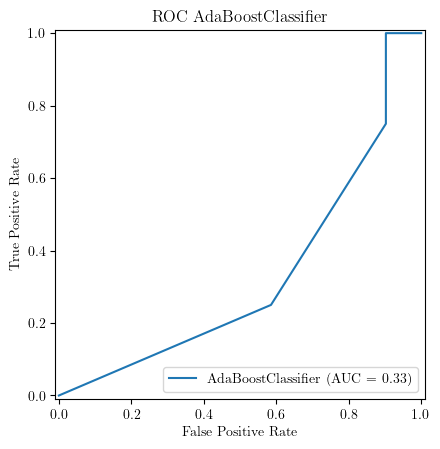 ROC AdaBoostClassifier
1.0
0.8
0.6
0.4
0.2
0.0
True Positive Rate
AdaBoostClassifier (AUC = 0.33)
0.0 0.2 0.4 0.6 0.8 1.0
False Positive Rate